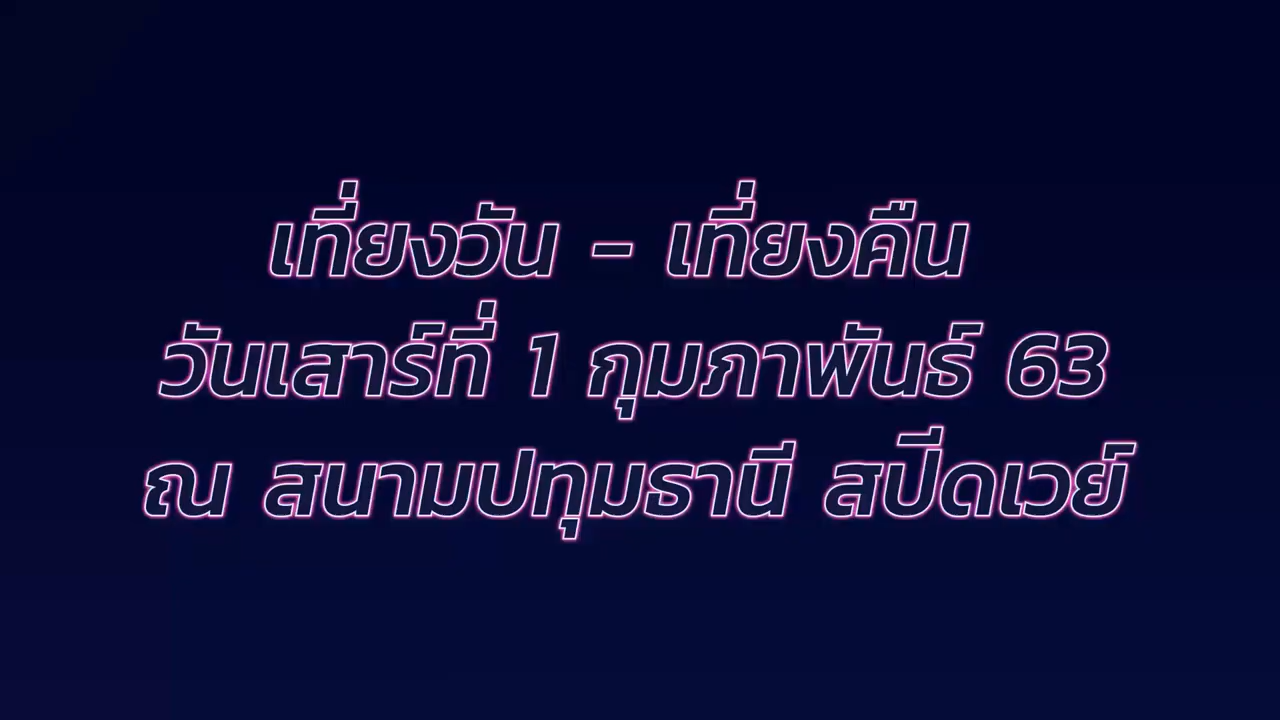 เที่ยงวัน - เที่ยงคืน
วันเสาร์ที่ 1 กุมภาพันธ์ 63
ณ สนามปทุมธานี สปีดเวย์